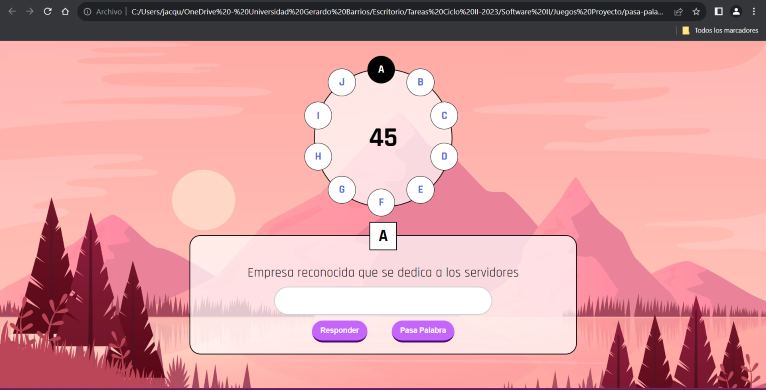 Archivo
C:/Users/jacqu/OneDrive%20-%20Universidad%20Gerardo%20Barrios/Escritorio/Tareas%20Ciclo%20II-2023/Software%20II/Juegos%20Proyecto/pasa-pala...
Todos los marcadores
A
J B
I C
45
H D
G E
F
A
Empresa reconocida que se dedica a los servidores
Responder Pasa Palabra